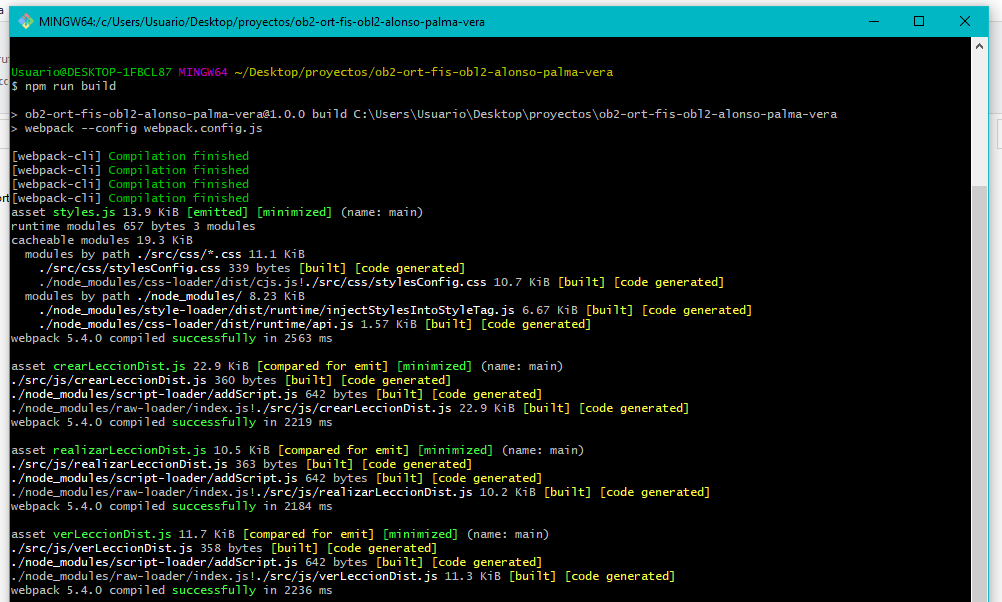 MINGW64:/c/Users/Usuario/Desktop/proyectos/ob2-ort-fis-obl2-alonso-palma-vera
Usuario@DESKTOP-1FBCL87 MINGW64 ~/Desktop/proyectos/ob2-ort-fis-obl2-alonso-palma-vera
$ npm run build
> ob2-ort-fis-obl2-alonso-palma-vera@1.0.0 build C:\Users\Usuario\Desktop\proyectos\ob2-ort-fis-obl2-alonso-palma-vera
> webpack --config webpack.config.js
[webpack-cli] Compilation finished
[webpack-cli] Compilation finished
[webpack-cli] Compilation finished
[webpack-cli] Compilation finished
asset styles.js 13.9 KiB [emitted] [minimized] (name: main)
runtime modules 657 bytes 3 modules
cacheable modules 19.3 KiB
modules by path ./src/css/*.css 11.1 KiB
./src/css/stylesConfig.css 339 bytes [built] [code generated]
./node_modules/css-loader/dist/cjs.js!./src/css/stylesConfig.css 10.7 KiB [built] [code generated]
modules by path ./node_modules/ 8.23 KiB
./node_modules/style-loader/dist/runtime/injectStylesIntoStyleTag.js 6.67 KiB [built] [code generated]
./node_modules/css-loader/dist/runtime/api.js 1.57 KiB [built] [code generated]
webpack 5.4.0 compiled successfully in 2563 ms
asset crearLeccionDist.js 22.9 KiB [compared for emit] [minimized] (name: main)
./src/js/crearLeccionDist.js 360 bytes [built] [code generated]
./node_modules/script-loader/addScript.js 642 bytes [built] [code generated]
./node_modules/raw-loader/index.js!./src/js/crearLeccionDist.js 22.9 KiB [built] [code generated]
webpack 5.4.0 compiled successfully in 2219 ms
asset realizarLeccionDist.js 10.5 KiB [compared for emit] [minimized] (name: main)
./src/js/realizarLeccionDist.js 363 bytes [built] [code generated]
./node_modules/script-loader/addScript.js 642 bytes [built] [code generated]
./node_modules/raw-loader/index.js!./src/js/realizarLeccionDist.js 10.2 KiB [built] [code generated]
webpack 5.4.0 compiled successfully in 2184 ms
asset verLeccionDist.js 11.7 KiB [compared for emit] [minimized] (name: main)
./src/js/verLeccionDist.js 358 bytes [built] [code generated]
./node_modules/script-loader/addScript.js 642 bytes [built] [code generated]
./node_modules/raw-loader/index.js!./src/js/verLeccionDist.js 11.3 KiB [built] [code generated]
webpack 5.4.0 compiled successfully in 2236 ms